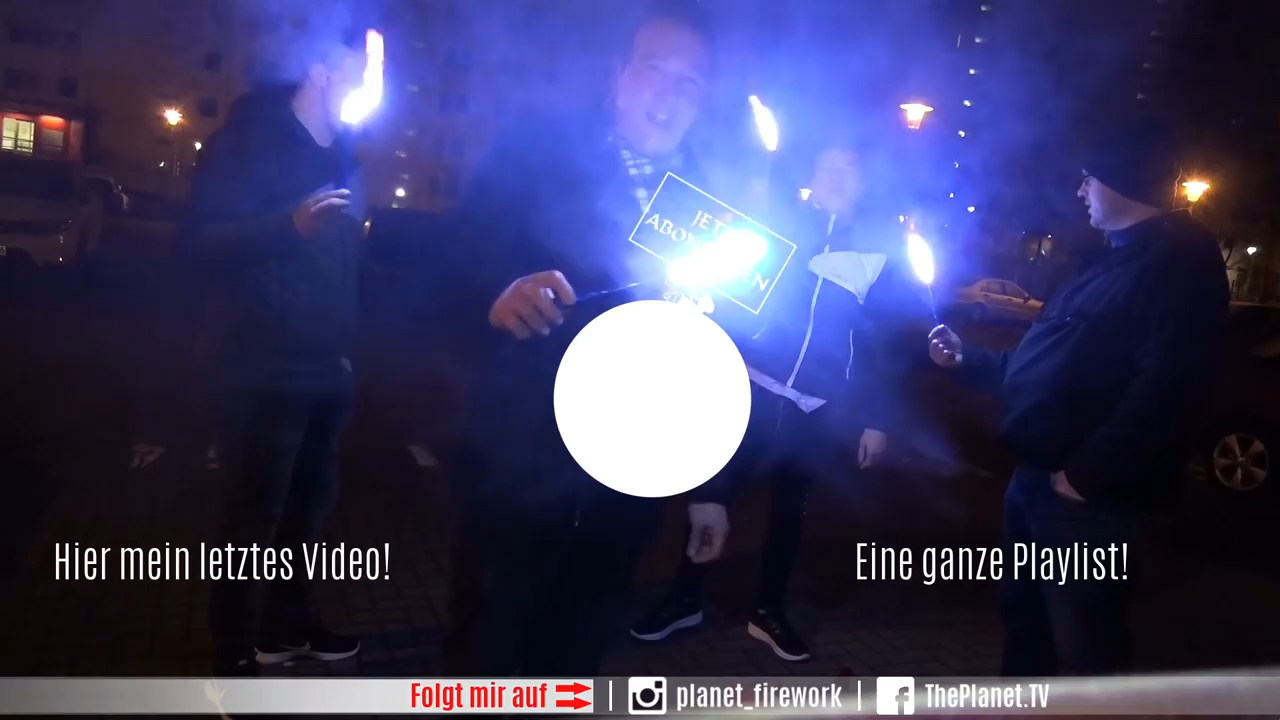 Hier mein letztes Video!
Eine ganze Playlist!
Folgt mir auf | planet_firework | ThePlanet.TV